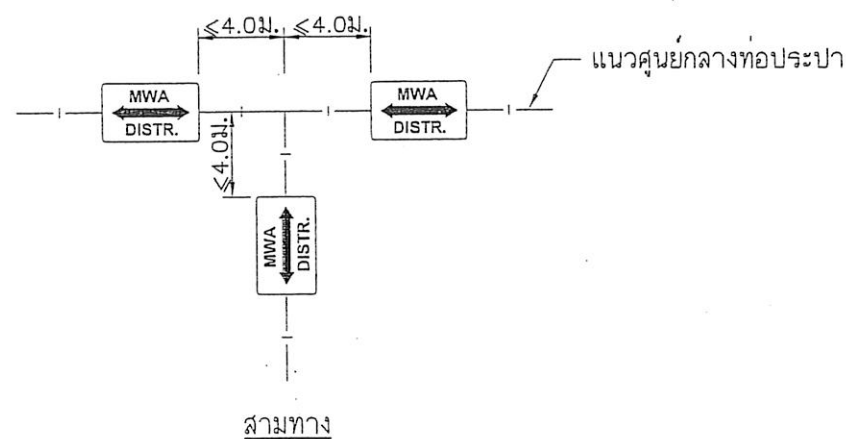 ≤4.0ม. ≤4.0ม.
แนวศูนย์กลางท่อประปา
MWA
DISTR.
MWA
DISTR.
≤4.0ม.
MWA
DISTR.
สามทาง